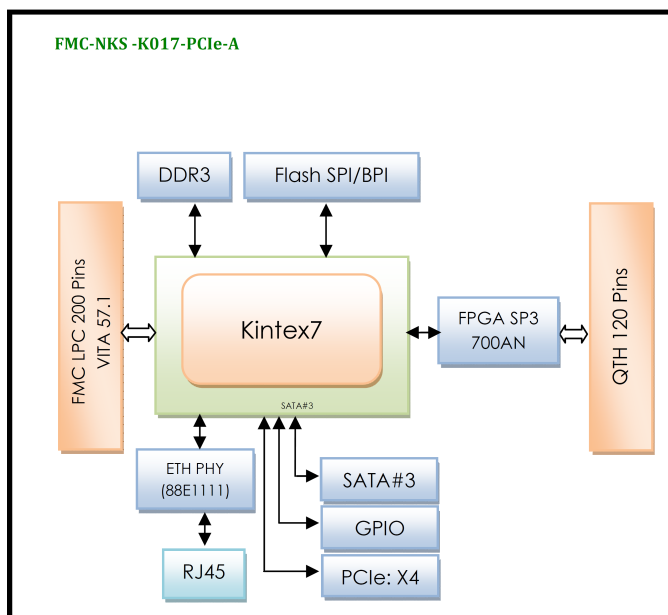 FMC-NKS -K017-PCIe-A
DDR3
Flash SPI/BPI
FMC LPC 200 Pins
VITA 57.1
Kintex7
SATA#3
FPGA SP3
700AN
QTH 120 Pins
ETH PHY
(88E1111)
RJ45
SATA#3
GPIO
PCIe: X4